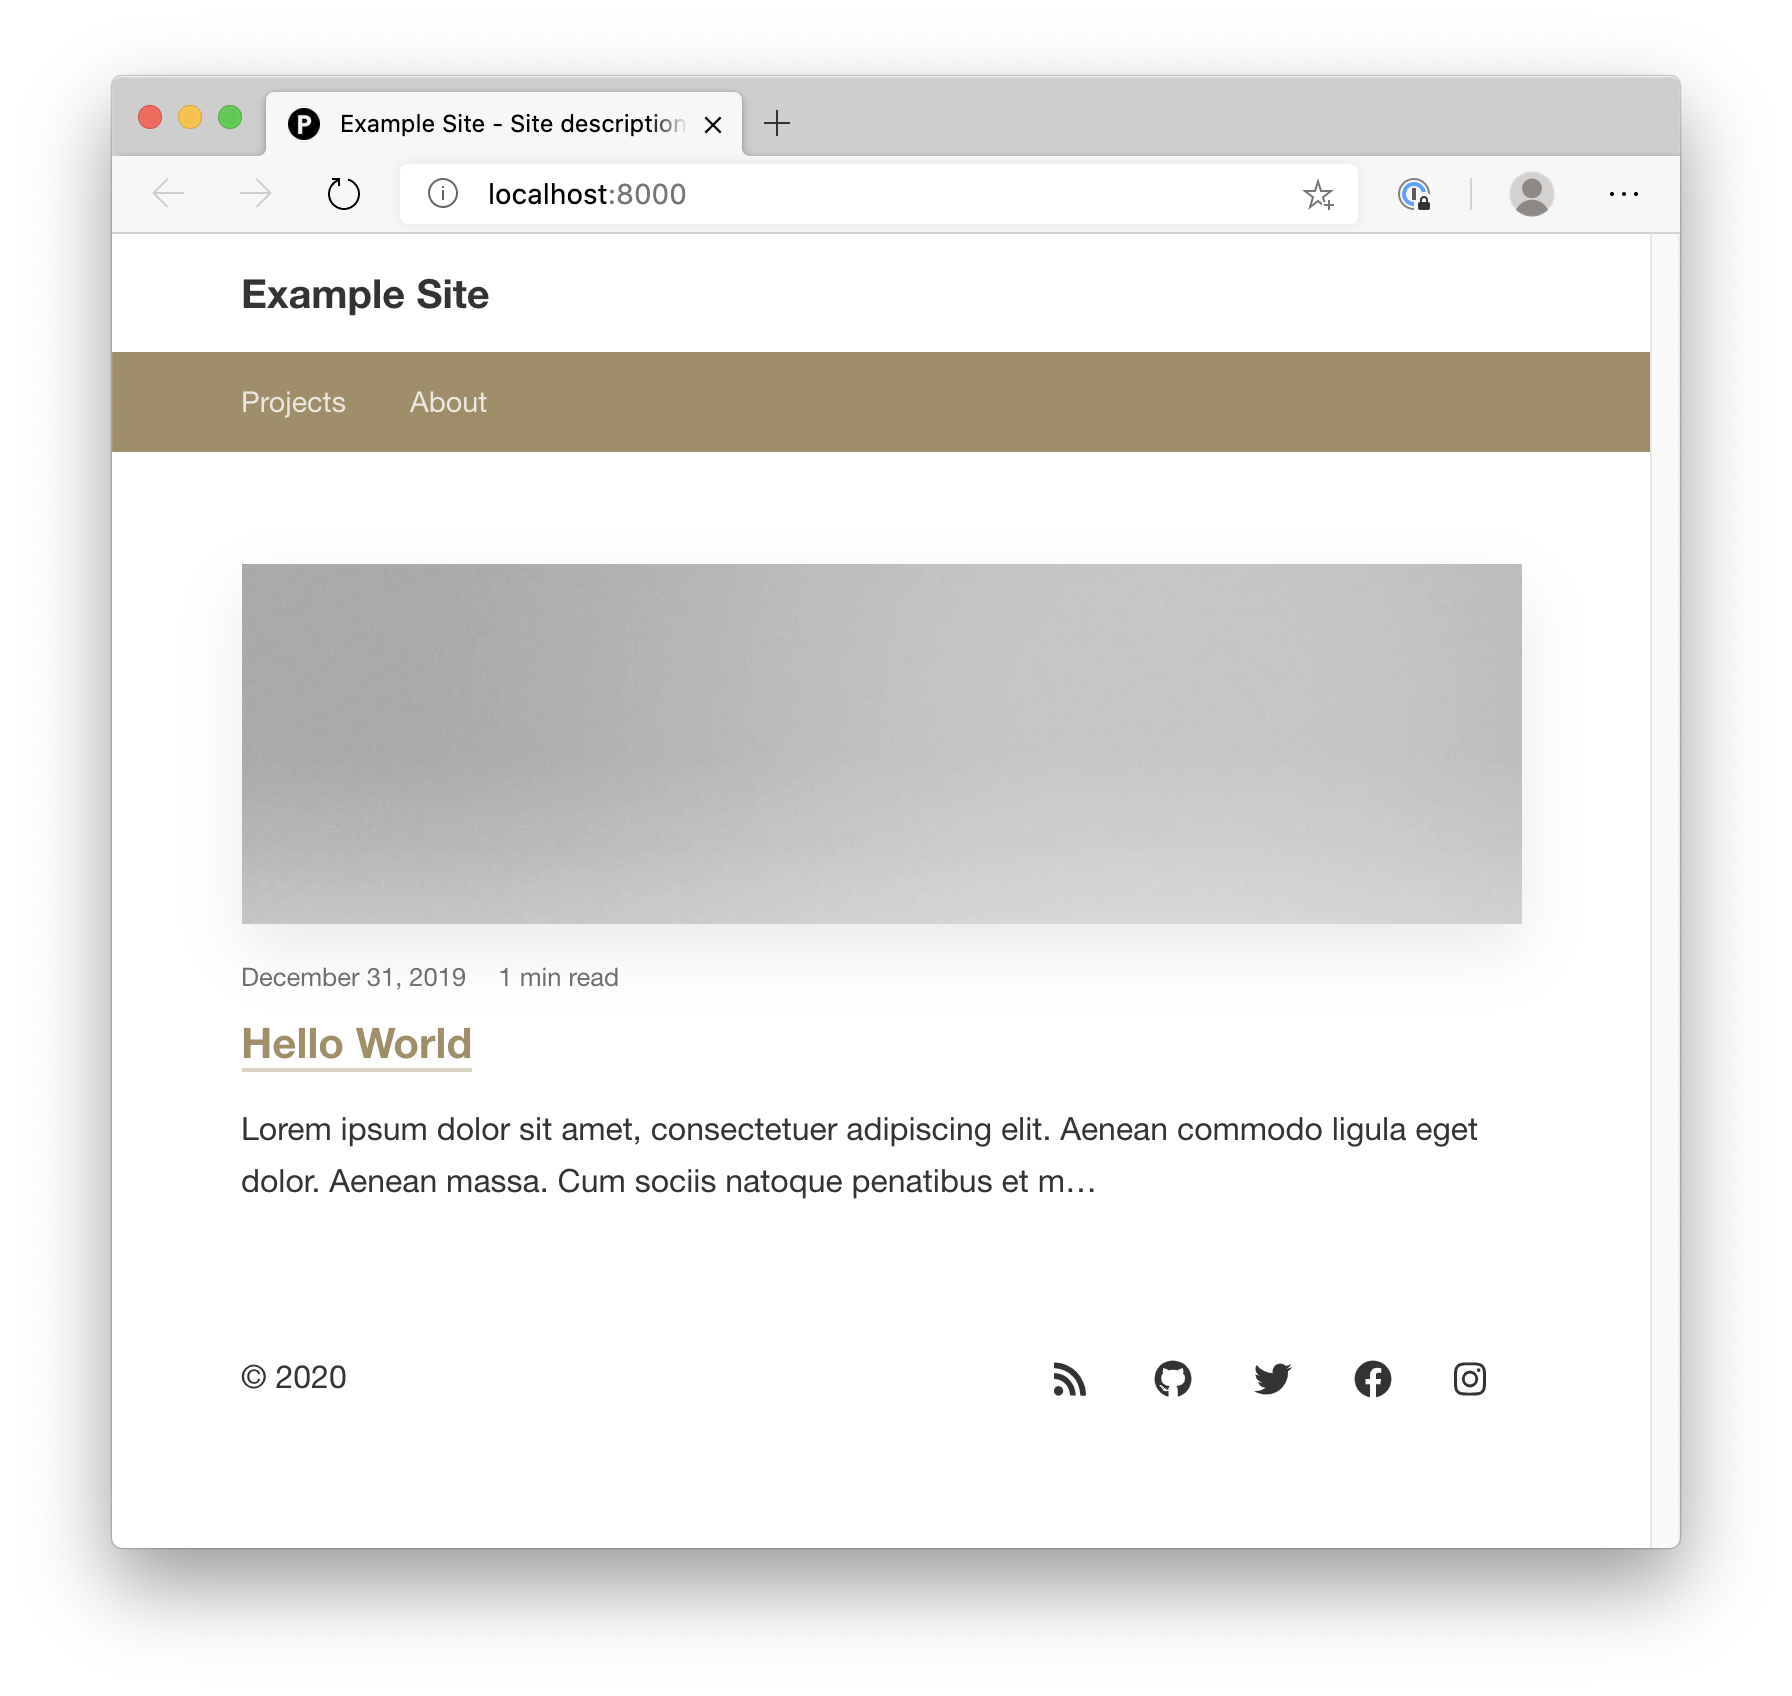 Example Site - Site description
localhost:8000
Example Site
Projects About
December 31, 2019 1 min read
Hello World
Lorem ipsum dolor sit amet, consectetuer adipiscing elit. Aenean commodo ligula eget
dolor. Aenean massa. Cum sociis natoque penatibus et m…
© 2020